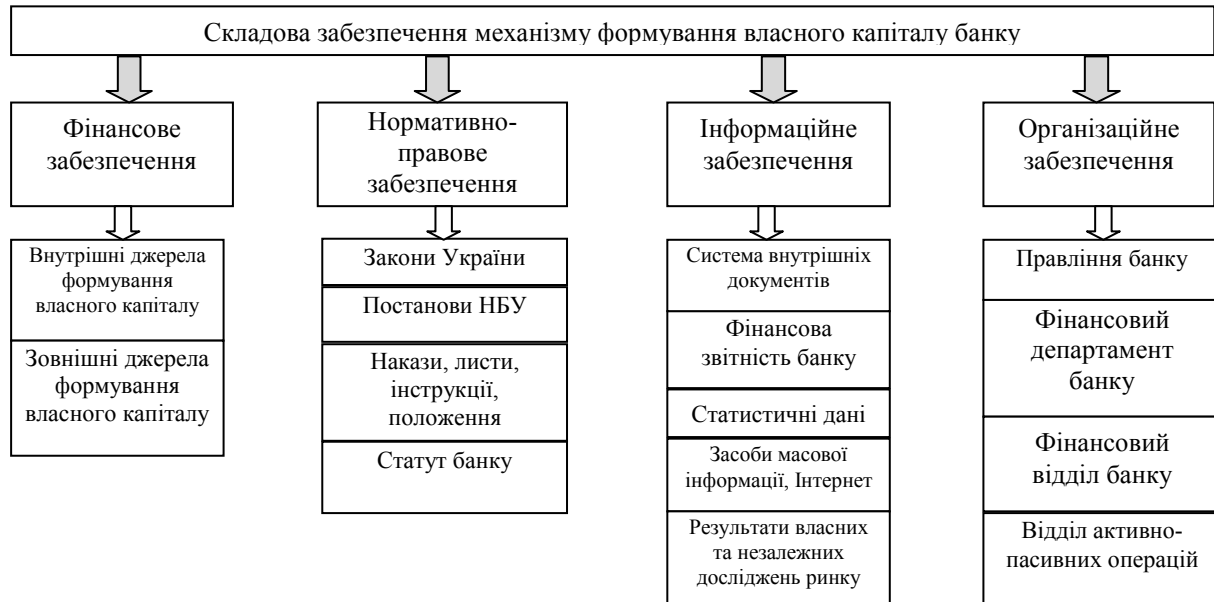 Складова забезпечення механізму формування власного капіталу банку
Фінансове
забезпечення
Нормативно-
правове
забезпечення
Інформаційне
забезпечення
Організаційне
забезпечення
Внутрішні джерела
формування
власного капіталу
Зовнішні джерела
формування
власного капіталу
Закони України
Постанови НБУ
Накази, листи,
інструкції,
положення
Статут банку
Система внутрішніх
документів
Фінансова
звітність банку
Статистичні дані
Засоби масової
інформації, Інтернет
Результати власних
та незалежних
досліджень ринку
Правління банку
Фінансовий
департамент
банку
Фінансовий
відділ банку
Відділ активно-
пасивних операцій